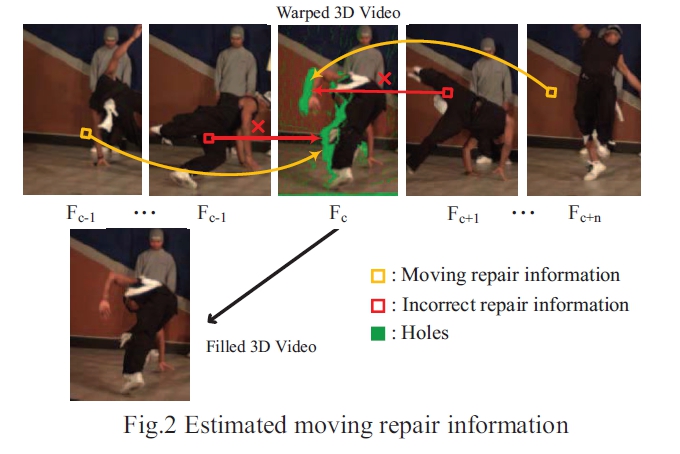 Warped 3D Video
F_{c-1} ... F_{c-1} F_c F_{c+1} ... F_{c+n}
: Moving repair information
: Incorrect repair information
: Holes
Filled 3D Video
Fig.2 Estimated moving repair information